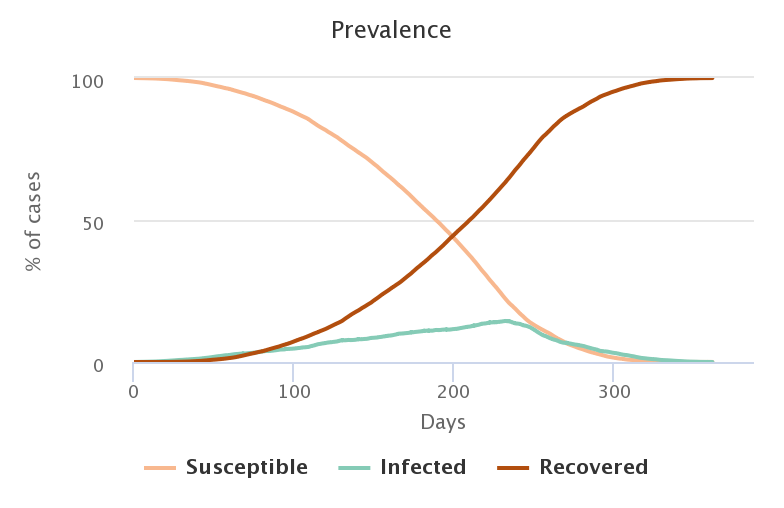 Prevalence
100
50
0
% of cases
0 100 200 300
Days
Susceptible Infected Recovered